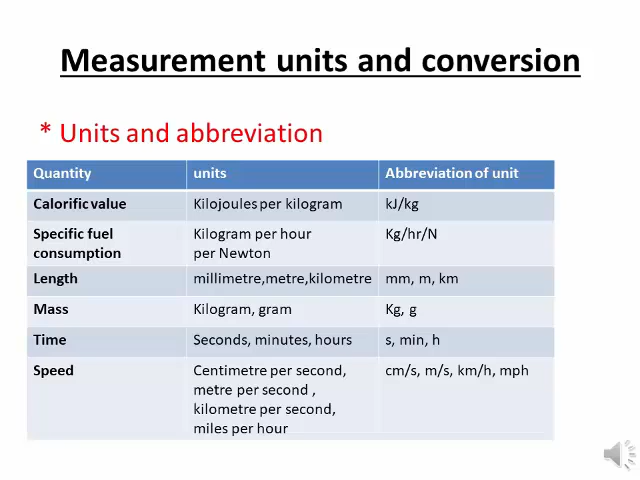 Measurement units and conversion
* Units and abbreviation
Quantity units Abbreviation of unit
Calorific value Kilojoules per kilogram kJ/kg
Specific fuel Kilogram per hour Kg/hr/N
consumption per Newton
Length millimetre,metre,kilometre mm, m, km
Mass Kilogram, gram Kg, g
Time Seconds, minutes, hours s, min, h
Speed Centimetre per second, cm/s, m/s, km/h, mph
metre per second ,
kilometre per second,
miles per hour